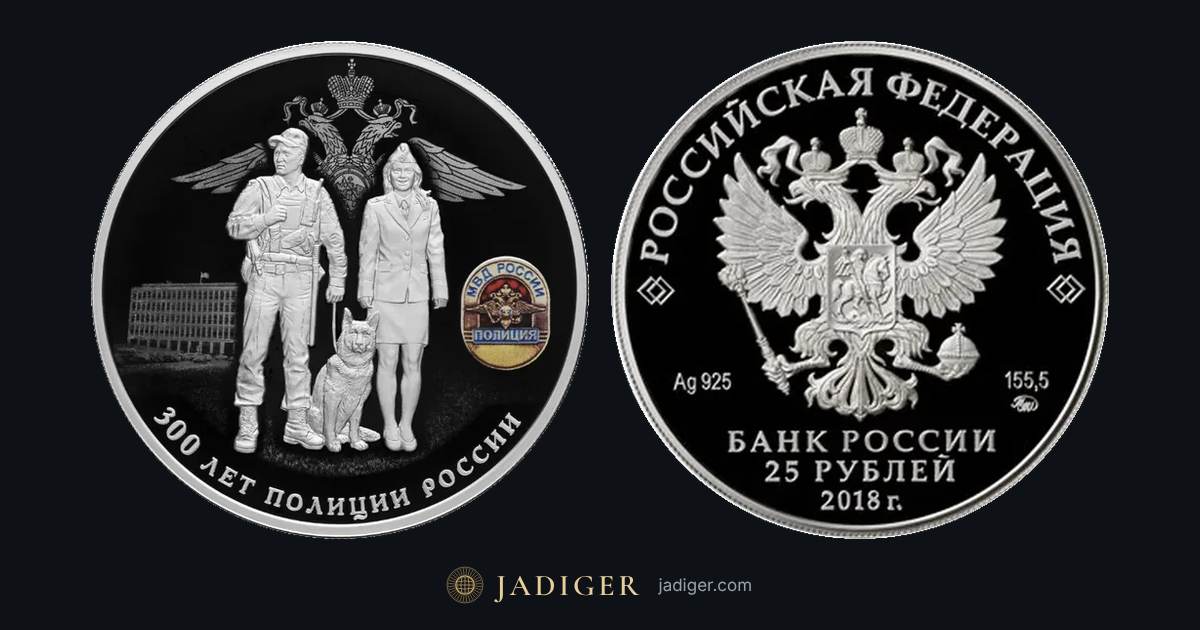 300 ЛЕТ ПОЛИЦИИ РОССИИ
МВД РОССИИ
ПОЛИЦИЯ
РОССИЙСКАЯ ФЕДЕРАЦИЯ
Ag 925
155,5
БАНК РОССИИ
25 РУБЛЕЙ
2018 г.
JADIGER
jadiger.com